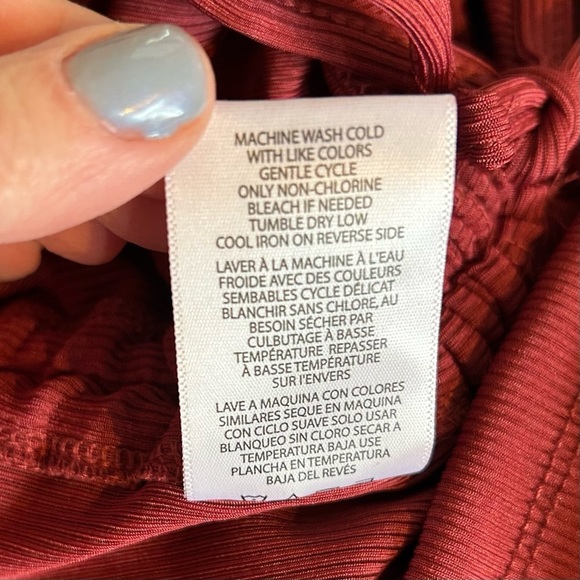 MACHINE WASH COLD
WITH LIKE COLORS
GENTLE CYCLE
ONLY NON-CHLORINE
BLEACH IF NEEDED
TUMBLE DRY LOW
COOL IRON ON REVERSE SIDE
LAVER À LA MACHINE À L'EAU
FROIDE AVEC DES COULEURS
SEMBABLES CYCLE DÉLICAT
BLANCHIR SANS CHLORE, AU
BESOIN SÉCHER PAR
CULBUTAGE À BASSE
TEMPÉRATURE REPASSER
À BASSE TEMPÉRATURE
SUR l'ENVERS
LAVE A MAQUINA CON COLORES
SIMILARES SEQUE EN MAQUINA
CON CICLO SUAVE SOLO USAR
BLANQUEO SIN CLORO SECAR A
TEMPERATURA BAJA USE
PLANCHA EN TEMPERATURA
BAJA DEL REVÉS